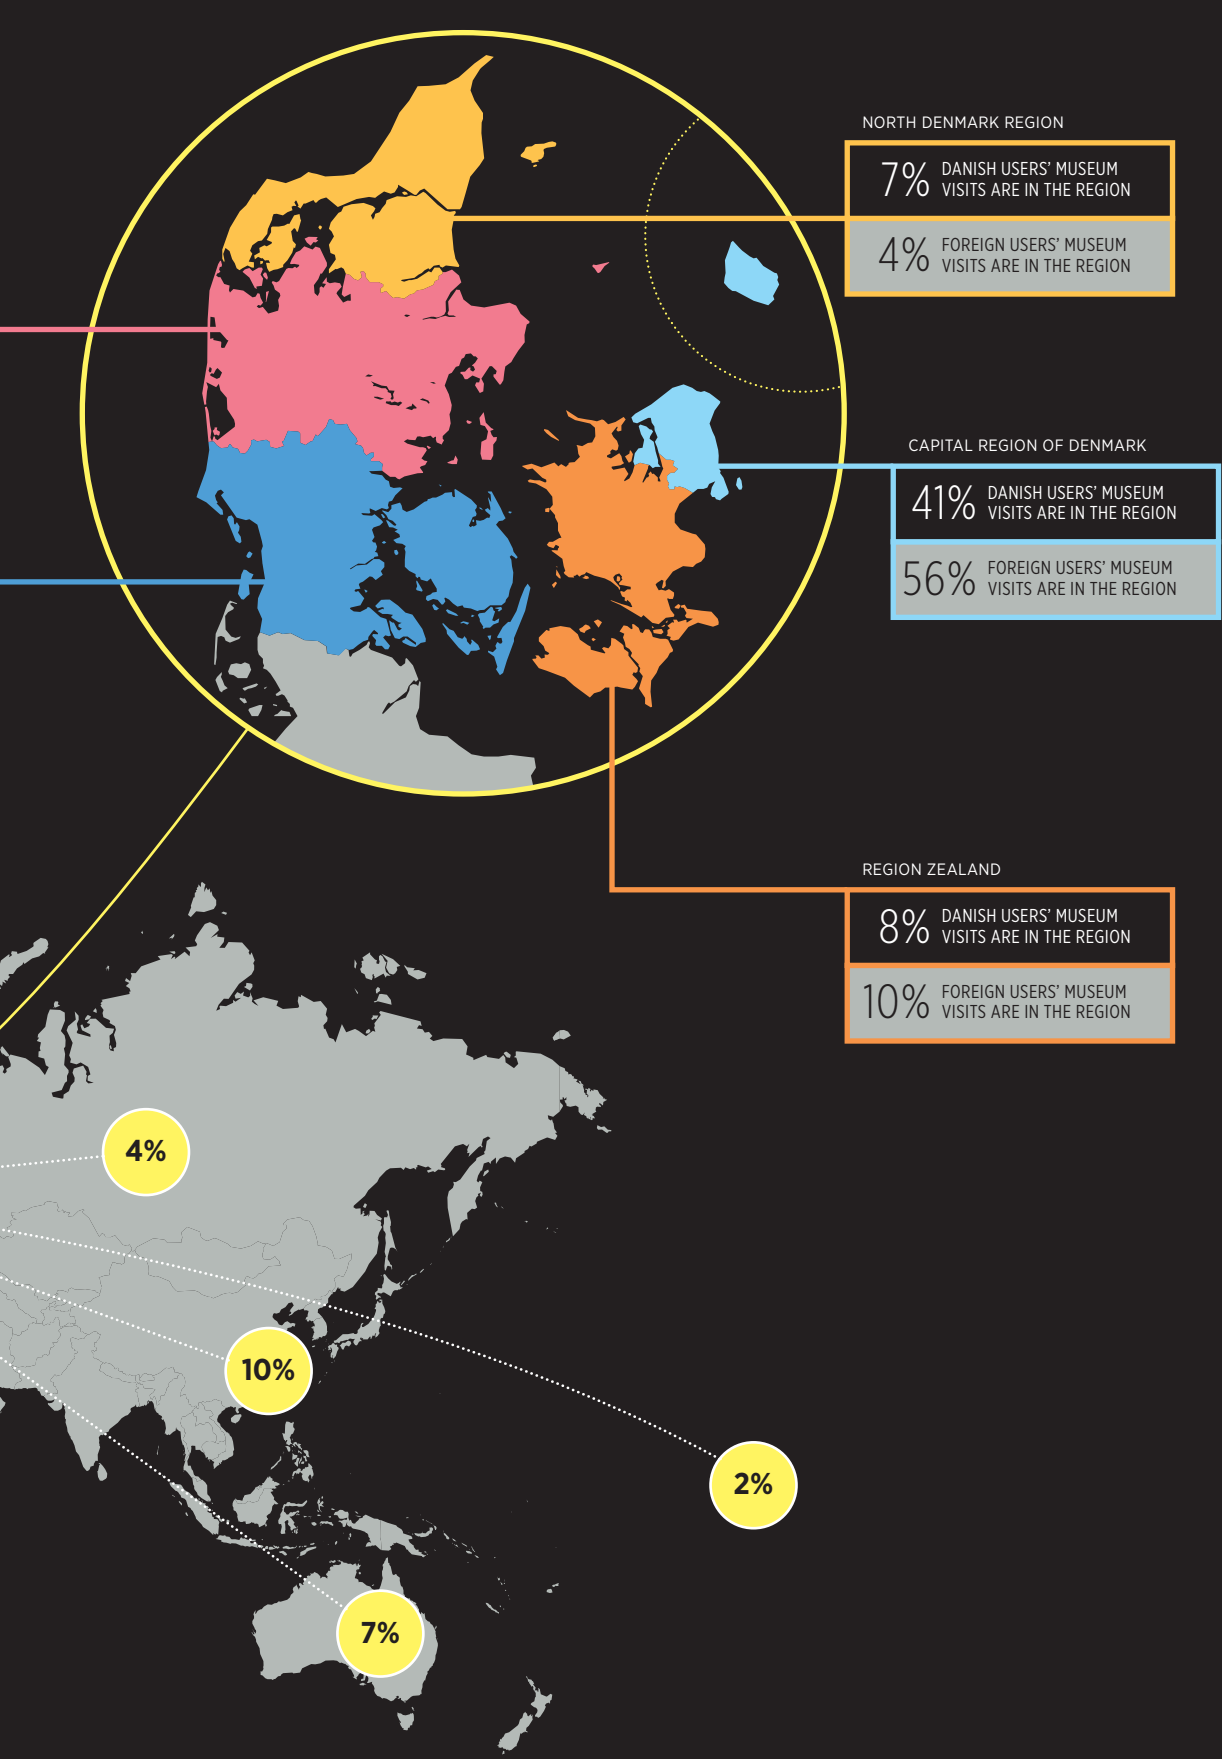 NORTH DENMARK REGION
7% DANISH USERS’ MUSEUM
VISITS ARE IN THE REGION
4% FOREIGN USERS’ MUSEUM
VISITS ARE IN THE REGION
CAPITAL REGION OF DENMARK
41% DANISH USERS’ MUSEUM
VISITS ARE IN THE REGION
56% FOREIGN USERS’ MUSEUM
VISITS ARE IN THE REGION
REGION ZEALAND
8% DANISH USERS’ MUSEUM
VISITS ARE IN THE REGION
10% FOREIGN USERS’ MUSEUM
VISITS ARE IN THE REGION
4%
10%
2%
7%